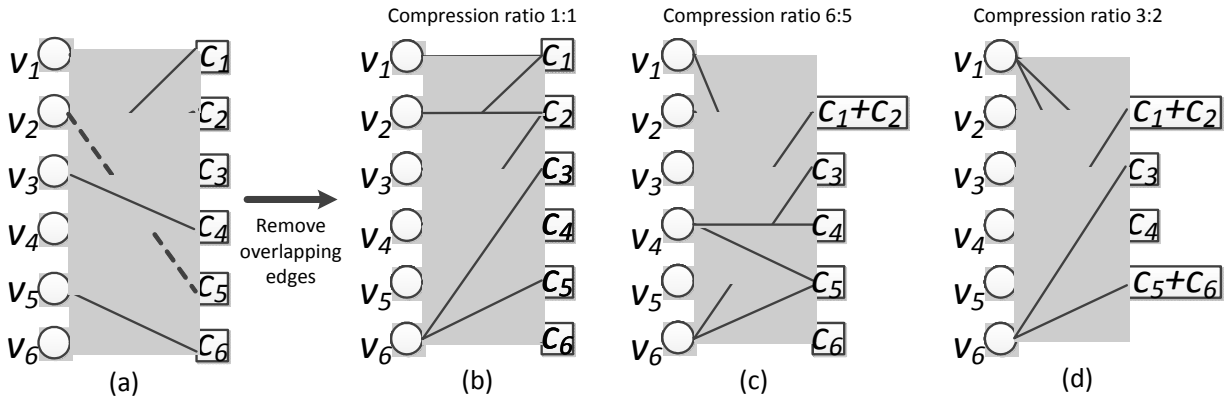 Compression ratio 1:1
Compression ratio 6:5
Compression ratio 3:2
v1
v2
v3
v4
v5
v6
c1
c2
c3
c4
c5
c6
(a)
Remove
overlapping
edges
v1
v2
v3
v4
v5
v6
c1
c2
c3
c4
c5
c6
(b)
v1
v2
v3
v4
v5
v6
c1+c2
c3
c4
c5
c6
(c)
v1
v2
v3
v4
v5
v6
c1+c2
c3
c4
c5+c6
(d)